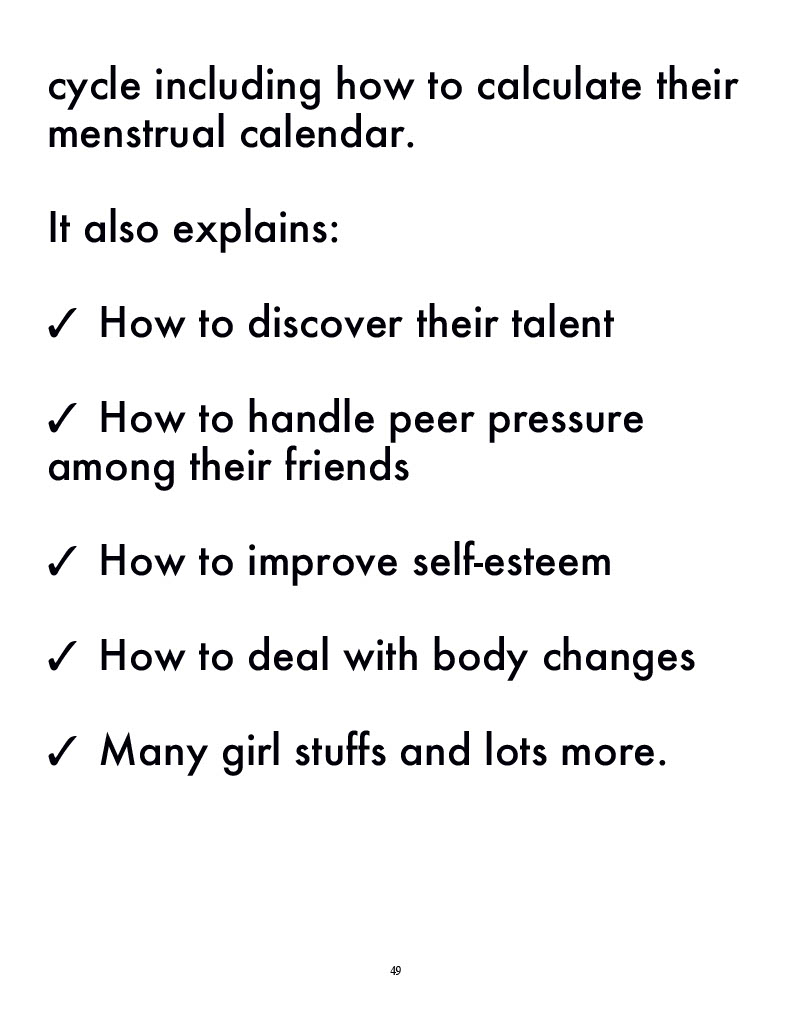 cycle including how to calculate their
menstrual calendar.
It also explains:
✓ How to discover their talent
✓ How to handle peer pressure
among their friends
✓ How to improve self-esteem
✓ How to deal with body changes
✓ Many girl stuffs and lots more.
49